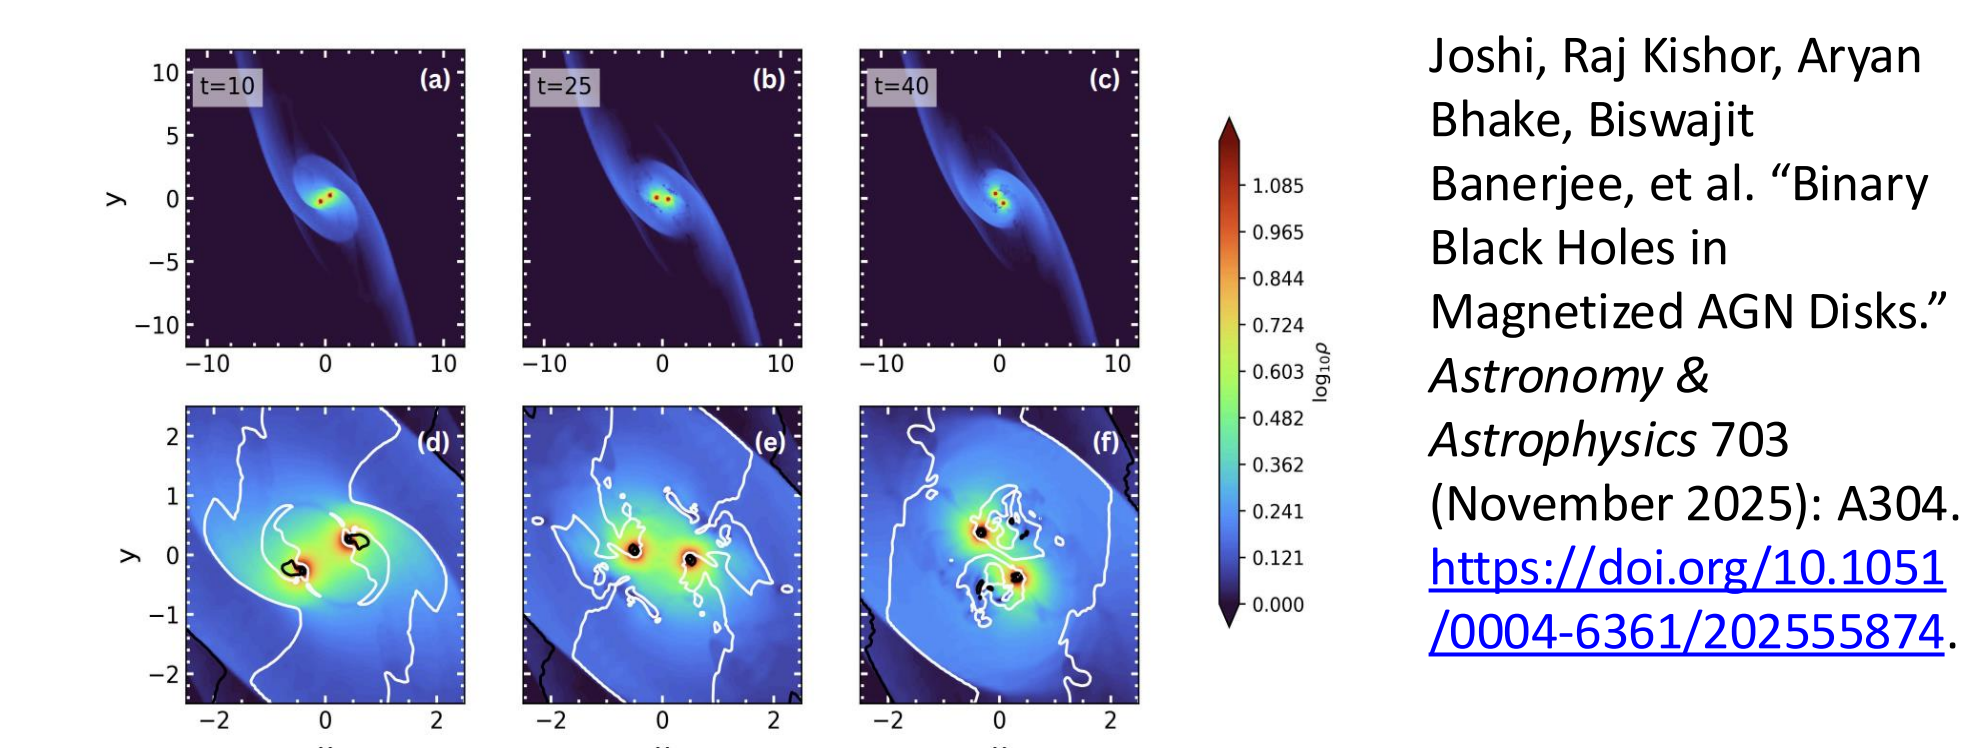 t=10
(a)
t=25
(b)
t=40
(c)
10
5
0
−5
−10
y
−10 0 10
−10 0 10
−10 0 10
(d)
(e)
(f)
2
1
0
−1
−2
y
−2 0 2
−2 0 2
−2 0 2
1.085
0.965
0.844
0.724
0.603
0.482
0.362
0.241
0.121
0.000
log₁₀ρ
Joshi, Raj Kishor, Aryan
Bhake, Biswajit
Banerjee, et al. “Binary
Black Holes in
Magnetized AGN Disks.”
Astronomy &
Astrophysics 703
(November 2025): A304.
https://doi.org/10.1051
/0004-6361/202555874.